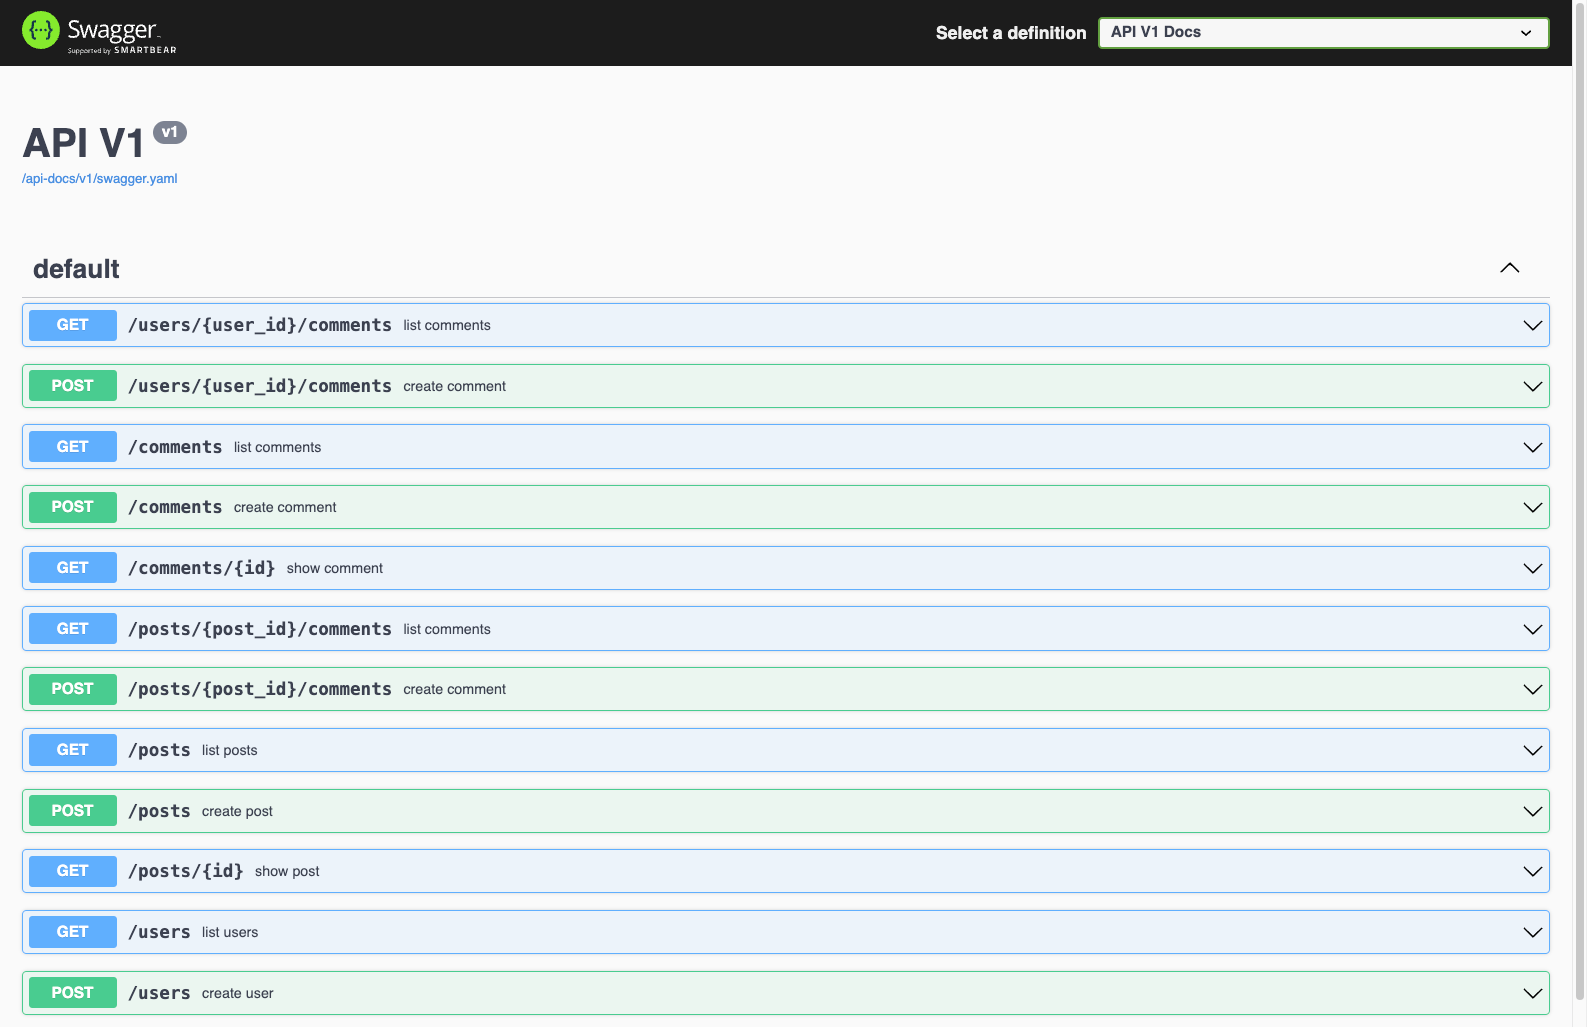 {···} Swagger
Supported by SMARTBEAR
Select a definition
API V1 Docs
API V1 v1
/api-docs/v1/swagger.yaml
default
GET /users/{user_id}/comments list comments
POST /users/{user_id}/comments create comment
GET /comments list comments
POST /comments create comment
GET /comments/{id} show comment
GET /posts/{post_id}/comments list comments
POST /posts/{post_id}/comments create comment
GET /posts list posts
POST /posts create post
GET /posts/{id} show post
GET /users list users
POST /users create user